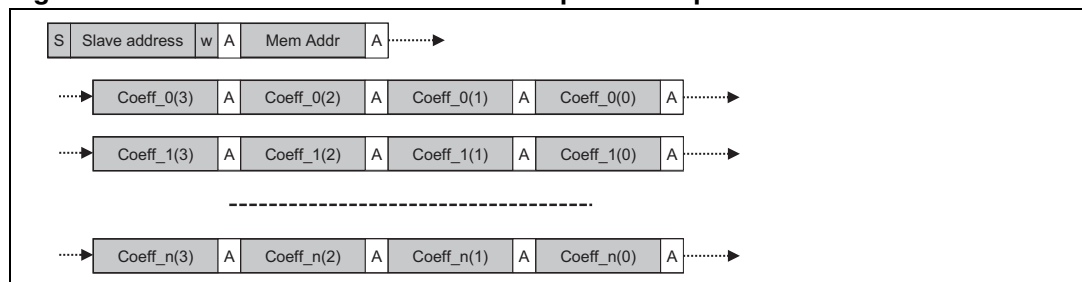 S Slave address w A Mem Addr A
Coeff_0(3) A Coeff_0(2) A Coeff_0(1) A Coeff_0(0) A
Coeff_1(3) A Coeff_1(2) A Coeff_1(1) A Coeff_1(0) A
Coeff_n(3) A Coeff_n(2) A Coeff_n(1) A Coeff_n(0) A